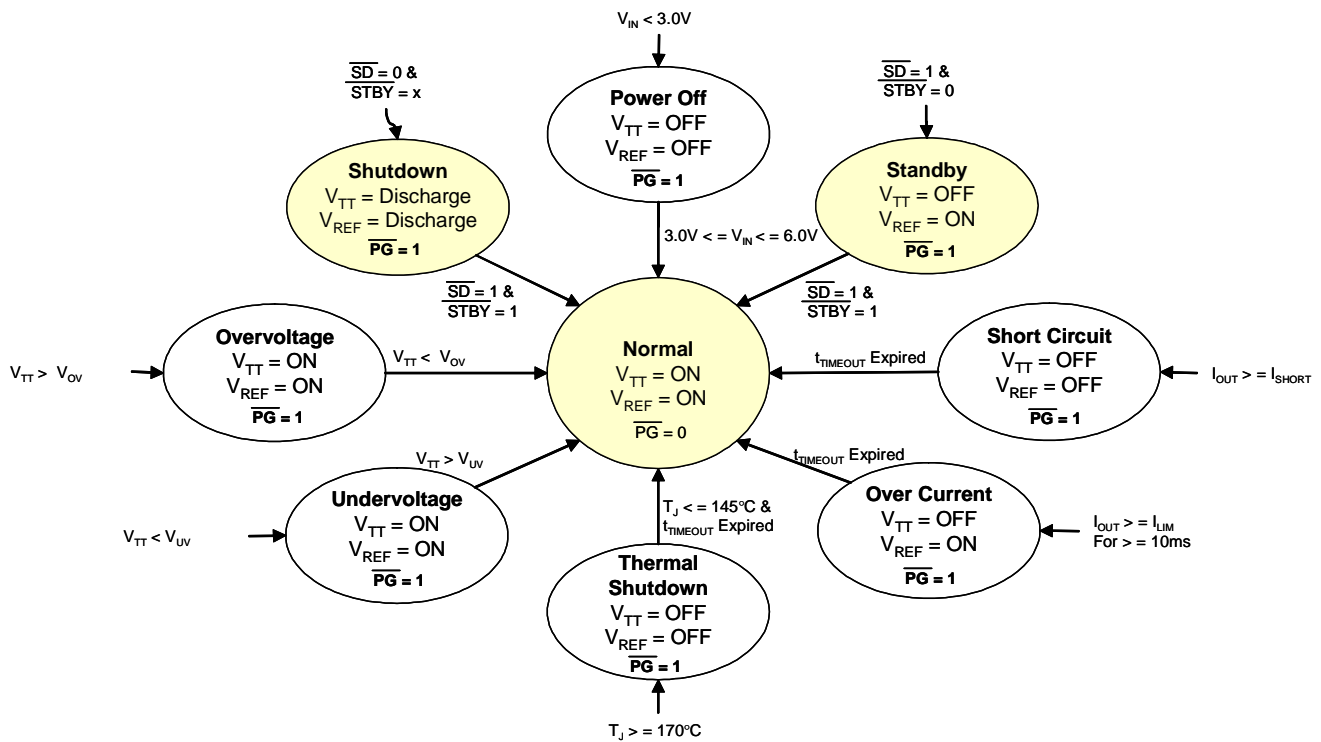 V_IN < 3.0V
SD = 0 &
STBY = x
SD = 1 &
STBY = 0
Power Off
V_TT = OFF
V_REF = OFF
PG = 1
Shutdown
V_TT = Discharge
V_REF = Discharge
PG = 1
Standby
V_TT = OFF
V_REF = ON
PG = 1
3.0V < = V_IN < = 6.0V
SD = 1 &
STBY = 1
SD = 1 &
STBY = 1
V_TT > V_OV
Overvoltage
V_TT = ON
V_REF = ON
PG = 1
V_TT < V_OV
Normal
V_TT = ON
V_REF = ON
PG = 0
t_TIMEOUT Expired
Short Circuit
V_TT = OFF
V_REF = OFF
PG = 1
I_OUT > = I_SHORT
V_TT > V_UV
t_TIMEOUT Expired
V_TT < V_UV
Undervoltage
V_TT = ON
V_REF = ON
PG = 1
T_J < = 145°C &
t_TIMEOUT Expired
Over Current
V_TT = OFF
V_REF = ON
PG = 1
I_OUT > = I_LIM
For > = 10ms
Thermal
Shutdown
V_TT = OFF
V_REF = OFF
PG = 1
T_J > = 170°C